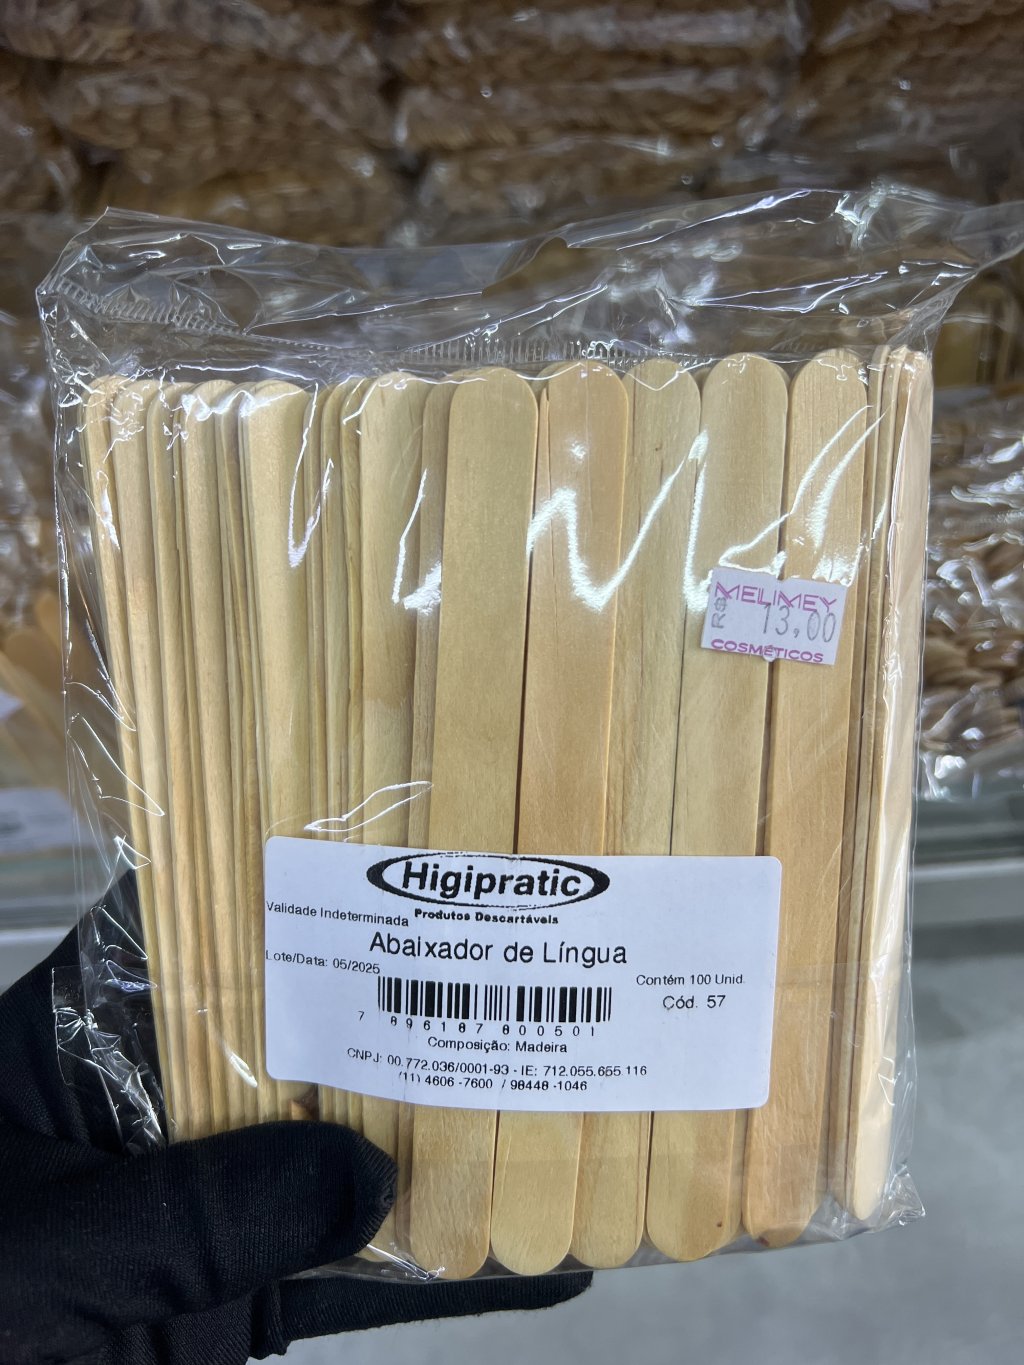 MELIMEY
R$ 13,00
COSMÉTICOS
Higipratic
Produtos Descartáveis
Validade Indeterminada
Abaixador de Língua
Lote/Data: 05/2025
Contém 100 Unid.
Cód. 57
7 896187 800501
Composição: Madeira
CNPJ: 00.772.036/0001-93 - IE: 712.055.655.116
(11) 4606 -7600 / 98448 -1046